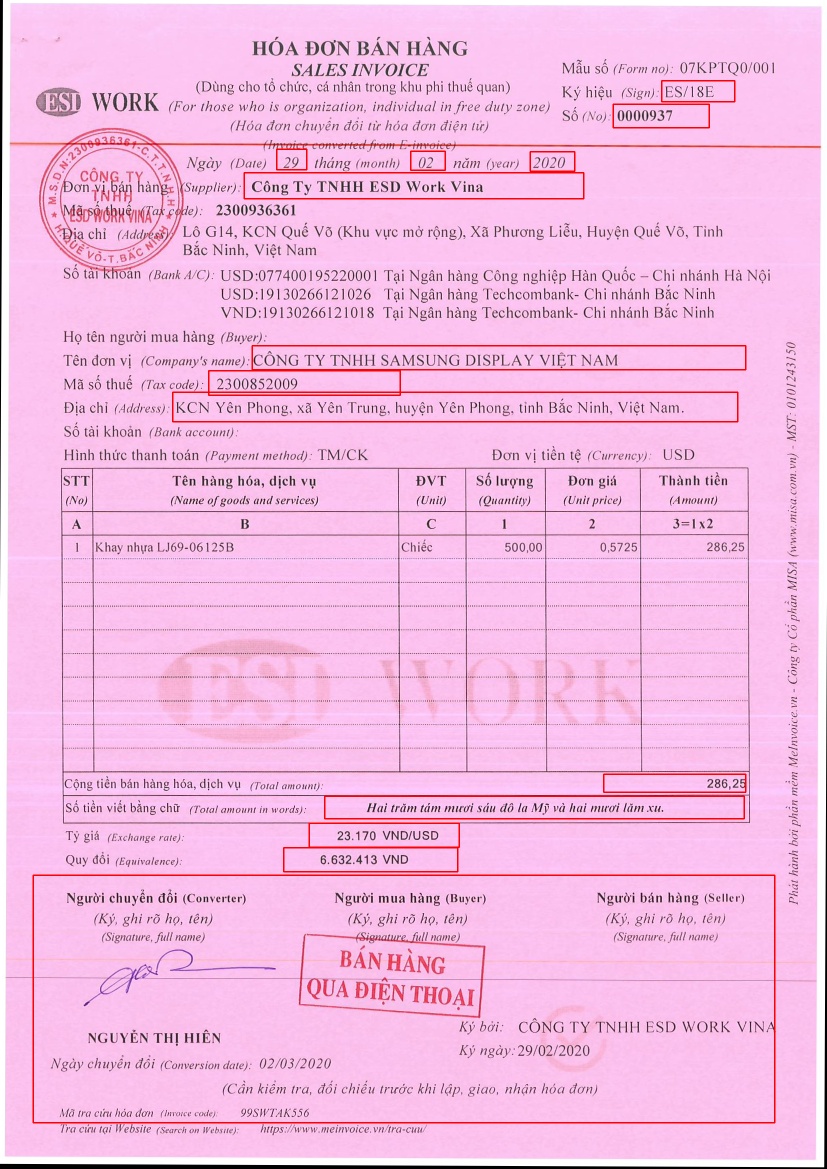 HÓA ĐƠN BÁN HÀNG
SALES INVOICE
(Dùng cho tổ chức, cá nhân trong khu phi thuế quan)
(For those who is organization, individual in free duty zone)
(Hóa đơn chuyển đổi từ hóa đơn điện tử)
(Invoice converted from E-invoice)
Mẫu số (Form no): 07KPTQ0/001
Ký hiệu (Sign): ES/18E
Số (No): 0000937
ESD WORK
Ngày (Date) 29 tháng (month) 02 năm (year) 2020
M.S.D.N:2300936361-C.T.T.N.H.H
CÔNG TY
TNHH
ESD WORK VINA
H.QUẾ VÕ-T.BẮC NINH
Đơn vị bán hàng (Supplier): Công Ty TNHH ESD Work Vina
Mã số thuế (Tax code): 2300936361
Địa chỉ (Address): Lô G14, KCN Quế Võ (Khu vực mở rộng), Xã Phương Liễu, Huyện Quế Võ, Tỉnh
Bắc Ninh, Việt Nam
Số tài khoản (Bank A/C): USD:077400195220001 Tại Ngân hàng Công nghiệp Hàn Quốc – Chi nhánh Hà Nội
USD:19130266121026 Tại Ngân hàng Techcombank- Chi nhánh Bắc Ninh
VND:19130266121018 Tại Ngân hàng Techcombank- Chi nhánh Bắc Ninh
Họ tên người mua hàng (Buyer):
Tên đơn vị (Company's name): CÔNG TY TNHH SAMSUNG DISPLAY VIỆT NAM
Mã số thuế (Tax code): 2300852009
Địa chỉ (Address): KCN Yên Phong, xã Yên Trung, huyện Yên Phong, tỉnh Bắc Ninh, Việt Nam.
Số tài khoản (Bank account):
Hình thức thanh toán (Payment method): TM/CK Đơn vị tiền tệ (Currency): USD
STT Tên hàng hóa, dịch vụ ĐVT Số lượng Đơn giá Thành tiền
(No) (Name of goods and services) (Unit) (Quantity) (Unit price) (Amount)
A B C 1 2 3=1x2
1 Khay nhựa LJ69-06125B Chiếc 500,00 0,5725 286,25
ESD WORK
Cộng tiền bán hàng hóa, dịch vụ (Total amount): 286,25
Số tiền viết bằng chữ (Total amount in words): Hai trăm tám mươi sáu đô la Mỹ và hai mươi lăm xu.
Tỷ giá (Exchange rate): 23.170 VND/USD
Quy đổi (Equivalence): 6.632.413 VND
Người chuyển đổi (Converter) Người mua hàng (Buyer) Người bán hàng (Seller)
(Ký, ghi rõ họ, tên) (Ký, ghi rõ họ, tên) (Ký, ghi rõ họ, tên)
(Signature, full name) (Signature, full name) (Signature, full name)
BÁN HÀNG
QUA ĐIỆN THOẠI
NGUYỄN THỊ HIÊN
Ký bởi: CÔNG TY TNHH ESD WORK VINA
Ký ngày: 29/02/2020
Ngày chuyển đổi (Conversion date): 02/03/2020
(Cần kiểm tra, đối chiếu trước khi lập, giao, nhận hóa đơn)
Mã tra cứu hóa đơn (Invoice code): 99SWTAK556
Tra cứu tại Website (Search on Website): https://www.meinvoice.vn/tra-cuu/
Phát hành bởi phần mềm MeInvoice.vn - Công ty Cổ phần MISA (www.misa.com.vn) - MST: 0101243150